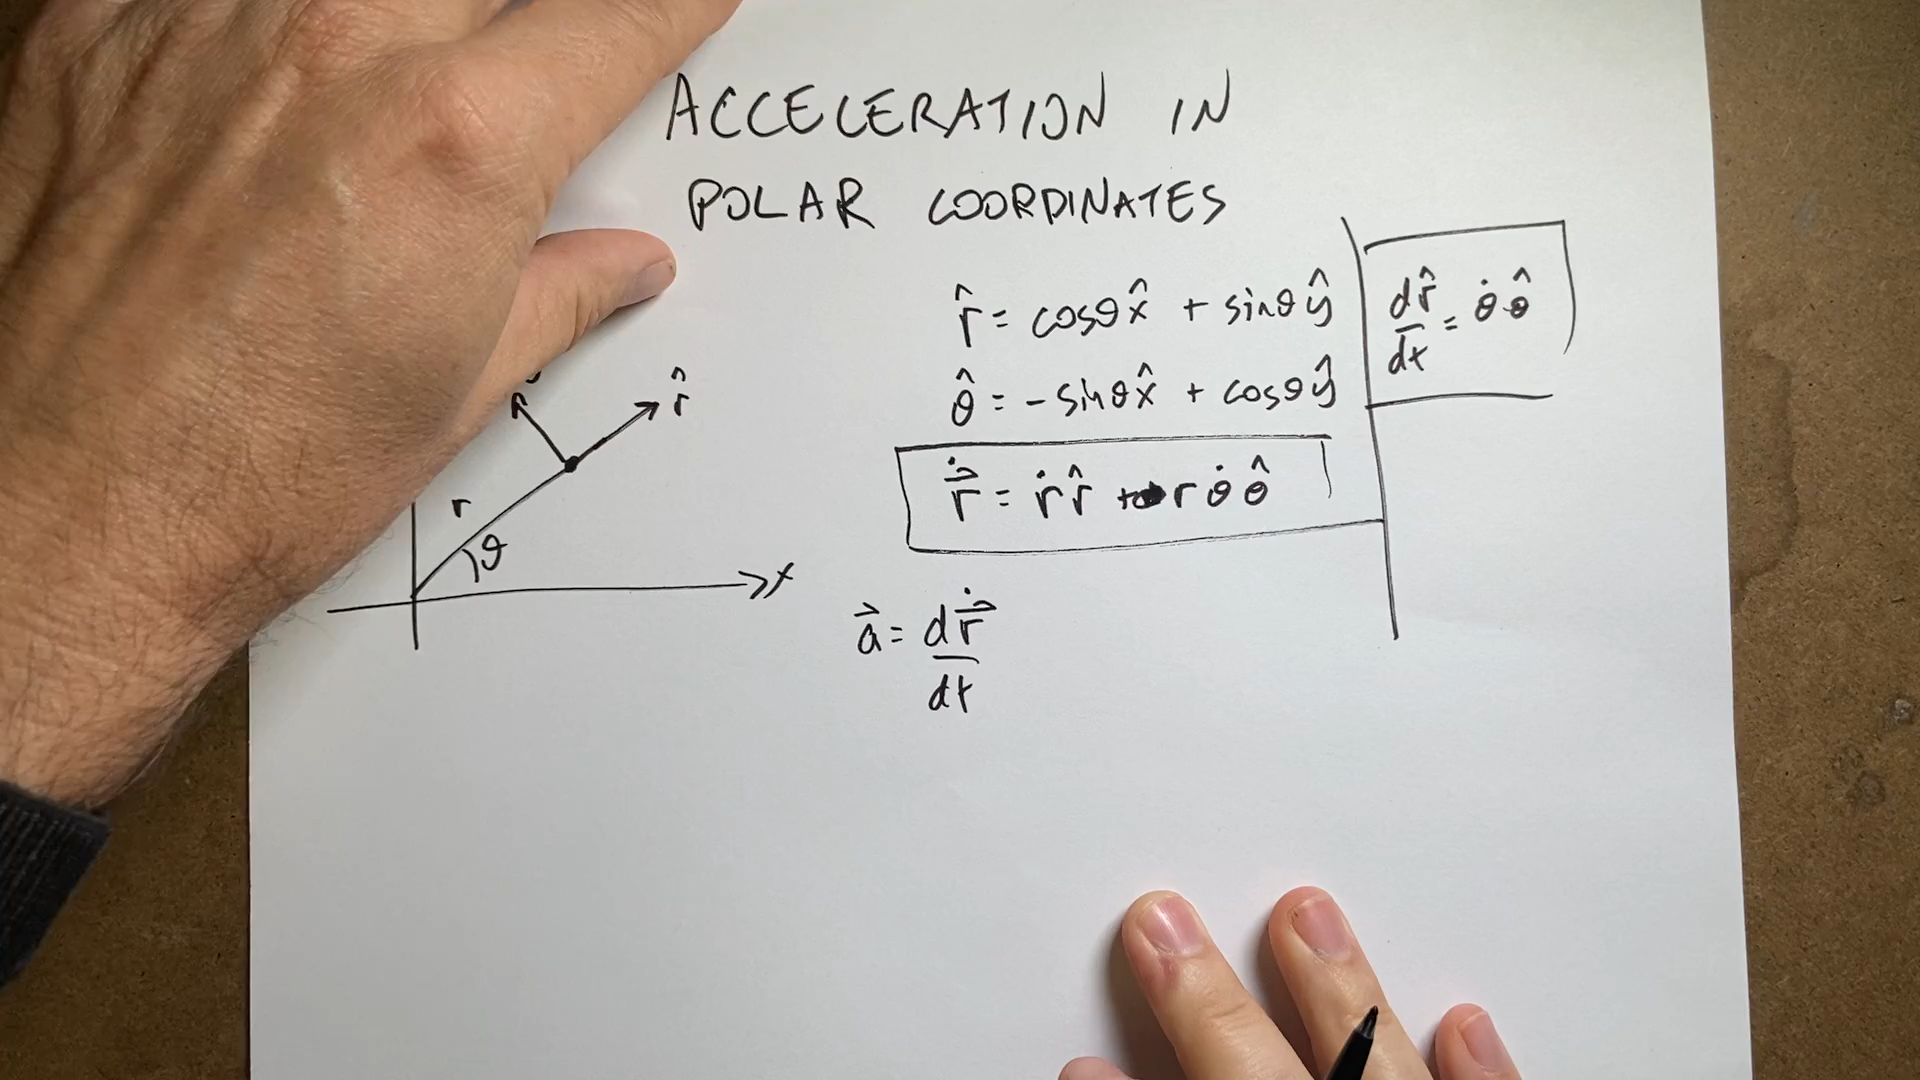 ACCELERATION IN
POLAR COORDINATES
r̂ = cosθ x̂ + sinθ ŷ
dr̂/dt = θ̇ θ̂
θ̂ = -sinθ x̂ + cosθ ŷ
r̂
r⃗̇ = ṙ r̂ + r θ̇ θ̂
r
θ
x
a⃗ = dr⃗̇/dt